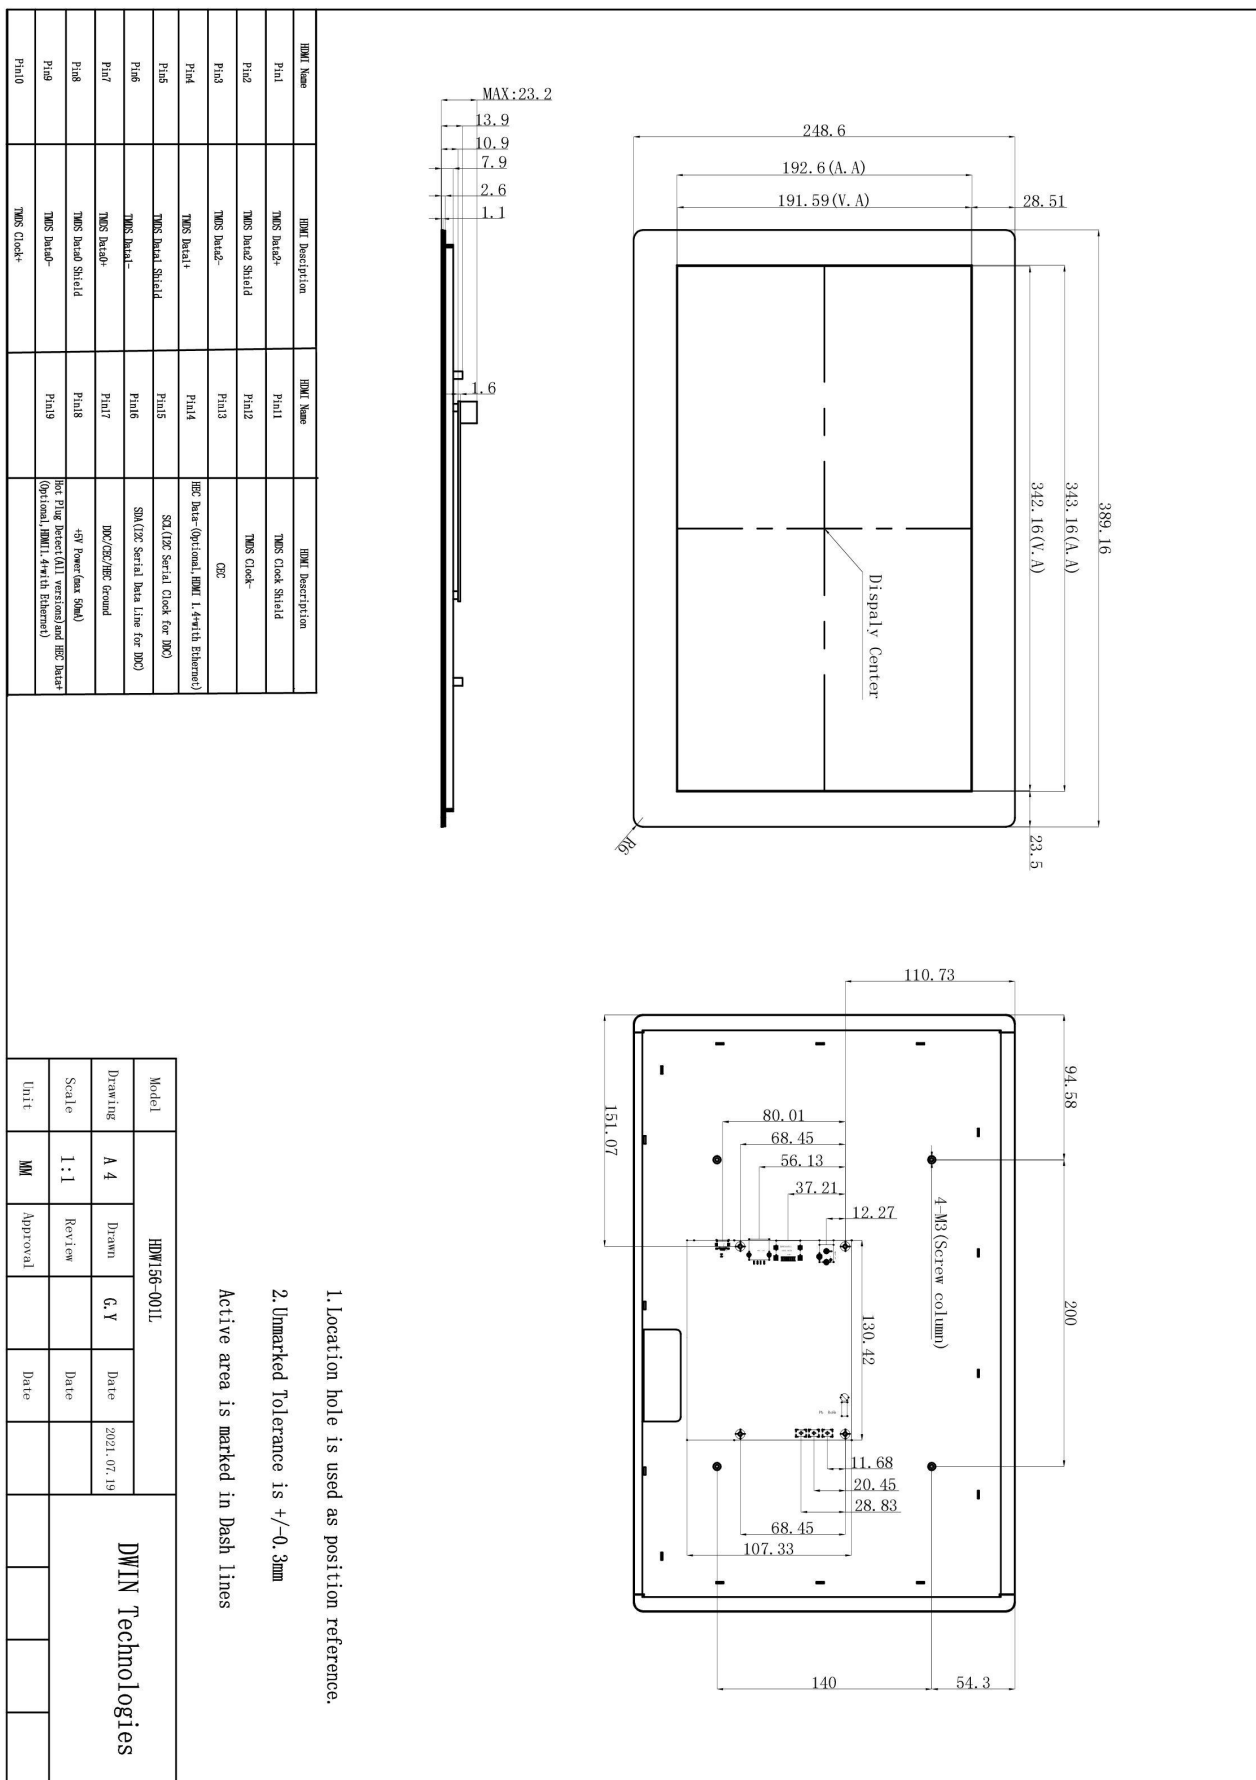 MAX:23.2
13.9
10.9
7.9
2.6
1.1
1.6
248.6
192.6(A.A)
191.59(V.A)
28.51
389.16
343.16(A.A)
342.16(V.A)
23.5
Dispaly Center
R6
110.73
94.58
200
151.07
80.01
68.45
56.13
37.21
12.27
4-M3(Screw column)
130.42
11.68
20.45
28.83
68.45
107.33
140
54.3
HDMI Name HDMI Desciption HDMI Name HDMI Description
Pin1 TMDS Data2+ Pin11 TMDS Clock Shield
Pin2 TMDS Data2 Shield Pin12 TMDS Clock-
Pin3 TMDS Data2- Pin13 CEC
Pin4 TMDS Data1+ Pin14 HEC Data-(Optional,HDMI 1.4+with Ethernet)
Pin5 TMDS Data1 Shield Pin15 SCL(I2C Serial Clock for DDC)
Pin6 TMDS Data1- Pin16 SDA(I2C Serial Data Line for DDC)
Pin7 TMDS Data0+ Pin17 DDC/CEC/HEC Ground
Pin8 TMDS Data0 Shield Pin18 +5V Power(max 50mA)
Pin9 TMDS Data0- Pin19 Hot Plug Detect(All versions)and HEC Data+
(Optional,HDMI1.4+with Ethernet)
Pin10 TMDS Clock+
1.Location hole is used as position reference.
2.Unmarked Tolerance is +/-0.3mm
Active area is marked in Dash lines
Model HDW156-001L
Drawing A 4 Drawn G.Y Date 2021.07.19
Scale 1:1 Review Date
Unit MM Approval Date
DWIN Technologies